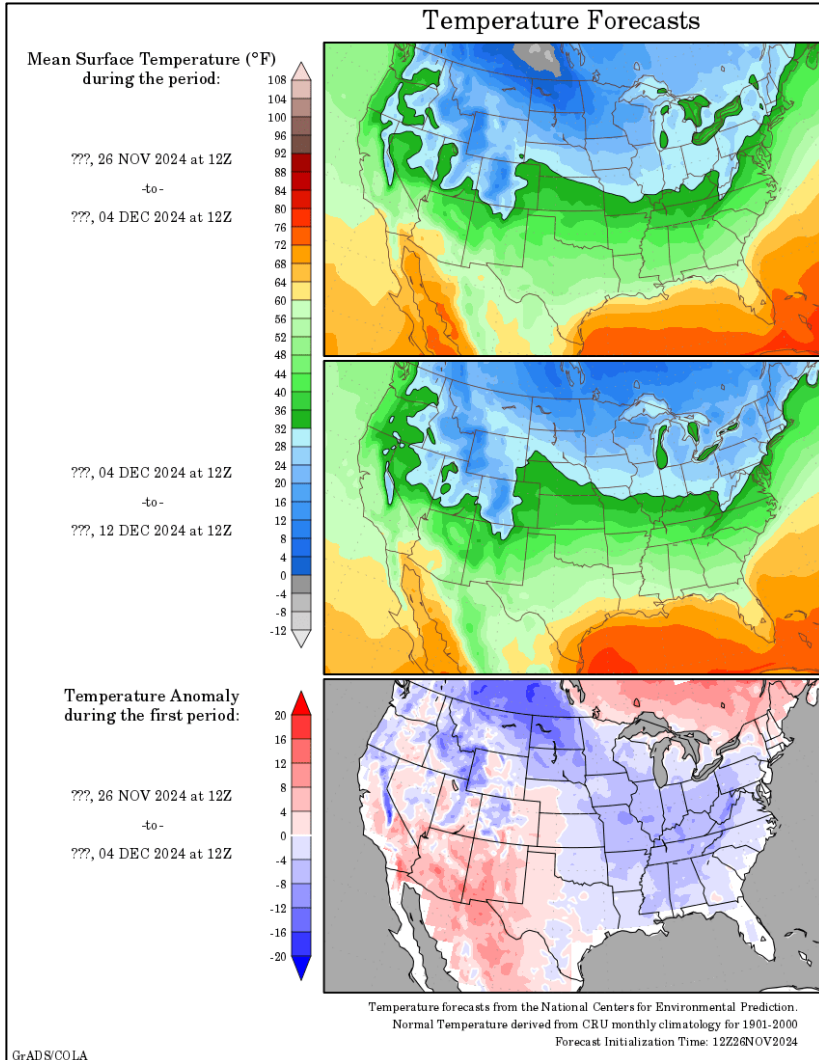 Temperature Forecasts
Mean Surface Temperature (°F)
during the period:
???, 26 NOV 2024 at 12Z
-to-
???, 04 DEC 2024 at 12Z
108
104
100
96
92
88
84
80
76
72
68
64
60
56
52
48
44
40
36
32
28
24
20
16
12
8
4
0
-4
-8
-12
???, 04 DEC 2024 at 12Z
-to-
???, 12 DEC 2024 at 12Z
Temperature Anomaly
during the first period:
???, 26 NOV 2024 at 12Z
-to-
???, 04 DEC 2024 at 12Z
20
16
12
8
4
0
-4
-8
-12
-16
-20
Temperature forecasts from the National Centers for Environmental Prediction.
Normal Temperature derived from CRU monthly climatology for 1901-2000
Forecast Initialization Time: 12Z26NOV2024
GrADS/COLA